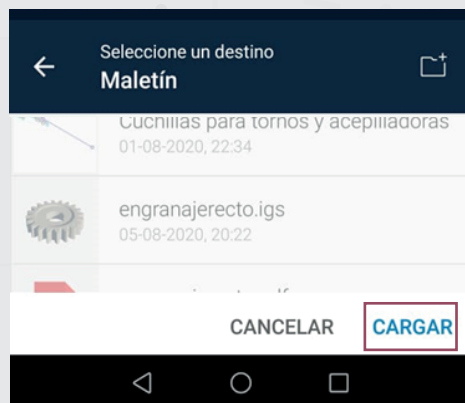 Seleccione un destino
Maletín
Cuchillas para tornos y acepilladoras
01-08-2020, 22:34
engranajerecto.igs
05-08-2020, 20:22
CANCELAR
CARGAR